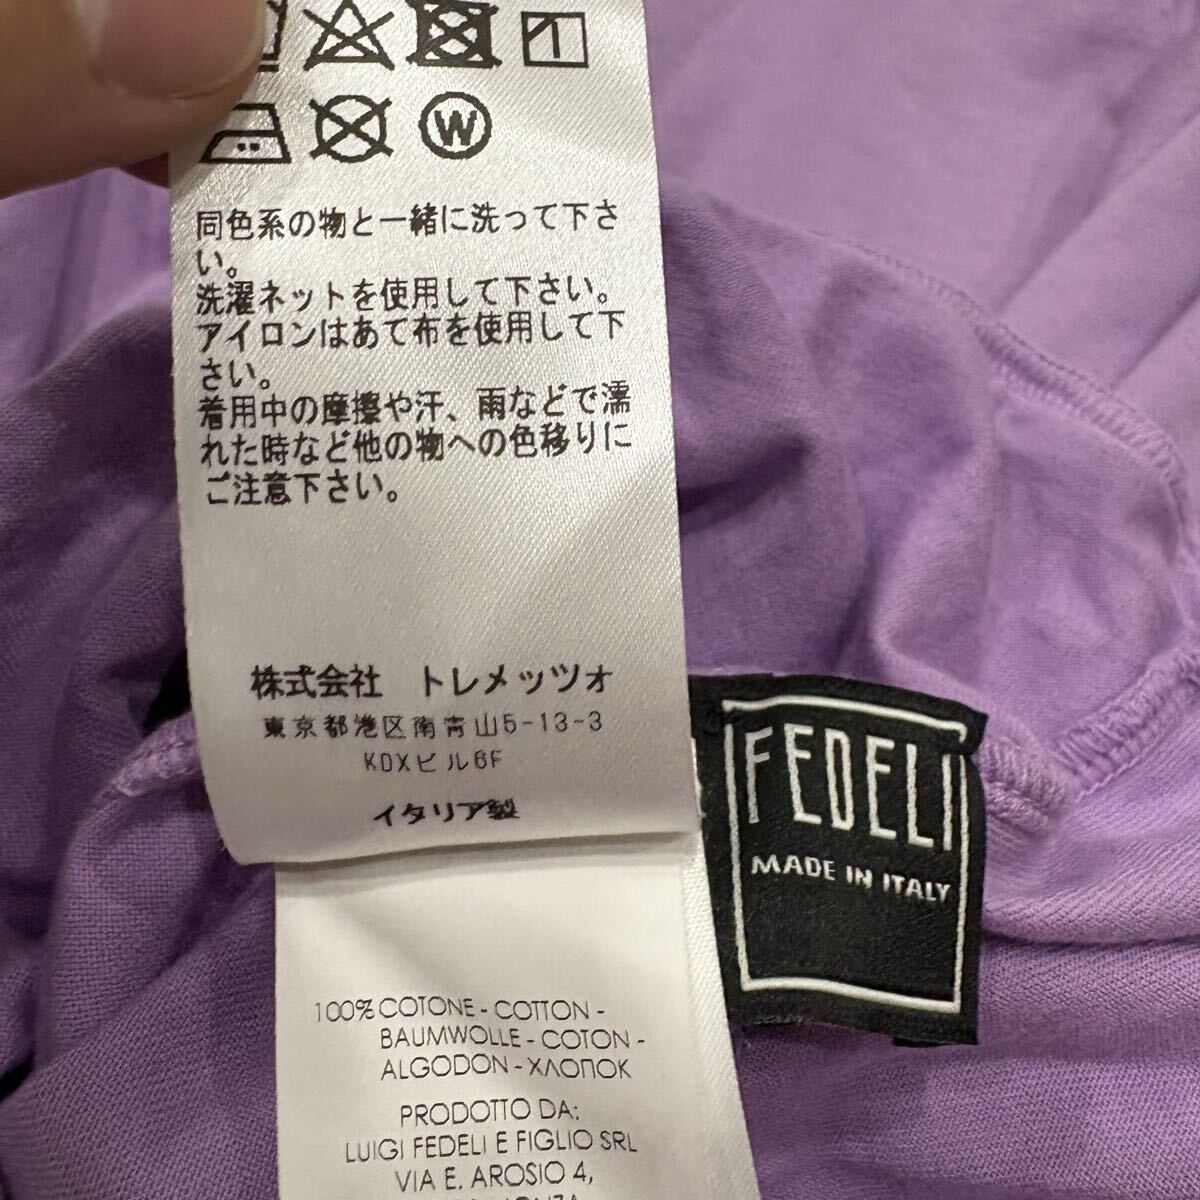 W
同色系の物と一緒に洗って下さ
い。
洗濯ネットを使用して下さい。
アイロンはあて布を使用して下
さい。
着用中の摩擦や汗、雨などで濡
れた時など他の物への色移りに
ご注意下さい。
株式会社 トレメッツォ
東京都港区南青山5-13-3
KDXビル6F
イタリア製
FEDELI
MADE IN ITALY
100% COTONE - COTTON -
BAUMWOLLE - COTON -
ALGODON - ХЛОПОК
PRODOTTO DA:
LUIGI FEDELI E FIGLIO SRL
VIA E. AROSIO 4,